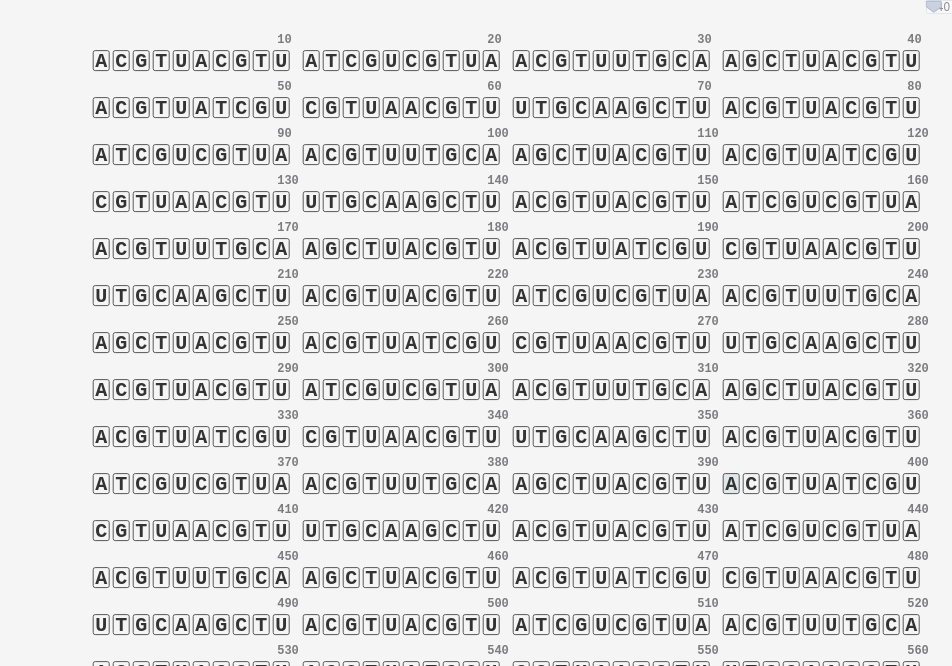 10 20 30 40
ACGTUACGTU ATCGUCGTUA ACGTUUTGCA AGCTUACGTU
50 60 70 80
ACGTUATCGU CGTUAACGTU UTGCAAGCTU ACGTUACGTU
90 100 110 120
ATCGUCGTUA ACGTUUTGCA AGCTUACGTU ACGTUATCGU
130 140 150 160
CGTUAACGTU UTGCAAGCTU ACGTUACGTU ATCGUCGTUA
170 180 190 200
ACGTUUTGCA AGCTUACGTU ACGTUATCGU CGTUAACGTU
210 220 230 240
UTGCAAGCTU ACGTUACGTU ATCGUCGTUA ACGTUUTGCA
250 260 270 280
AGCTUACGTU ACGTUATCGU CGTUAACGTU UTGCAAGCTU
290 300 310 320
ACGTUACGTU ATCGUCGTUA ACGTUUTGCA AGCTUACGTU
330 340 350 360
ACGTUATCGU CGTUAACGTU UTGCAAGCTU ACGTUACGTU
370 380 390 400
ATCGUCGTUA ACGTUUTGCA AGCTUACGTU ACGTUATCGU
410 420 430 440
CGTUAACGTU UTGCAAGCTU ACGTUACGTU ATCGUCGTUA
450 460 470 480
ACGTUUTGCA AGCTUACGTU ACGTUATCGU CGTUAACGTU
490 500 510 520
UTGCAAGCTU ACGTUACGTU ATCGUCGTUA ACGTUUTGCA
530 540 550 560